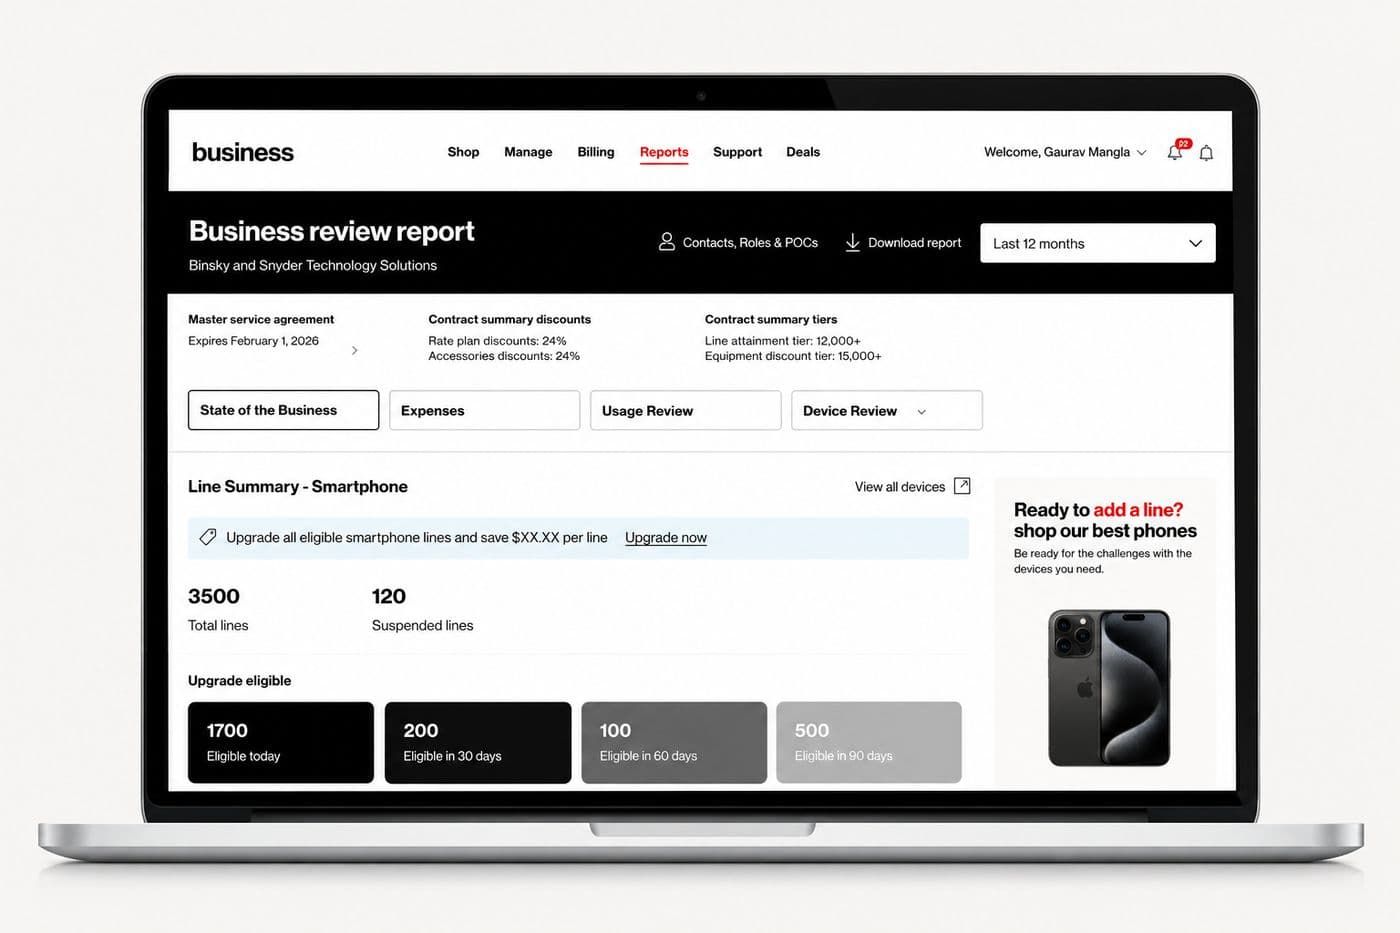 business
Shop
Manage
Billing
Reports
Support
Deals
Welcome, Gaurav Mangla
Business review report
Binsky and Snyder Technology Solutions
Contacts, Roles & POCs
Download report
Last 12 months
Master service agreement
Expires February 1, 2026
Contract summary discounts
Rate plan discounts: 24%
Accessories discounts: 24%
Contract summary tiers
Line attainment tier: 12,000+
Equipment discount tier: 15,000+
State of the Business
Expenses
Usage Review
Device Review
Line Summary - Smartphone
View all devices
Upgrade all eligible smartphone lines and save $XX.XX per line
Upgrade now
3500
Total lines
120
Suspended lines
Upgrade eligible
1700
Eligible today
200
Eligible in 30 days
100
Eligible in 60 days
500
Eligible in 90 days
Ready to add a line?
shop our best phones
Be ready for the challenges with the
devices you need.